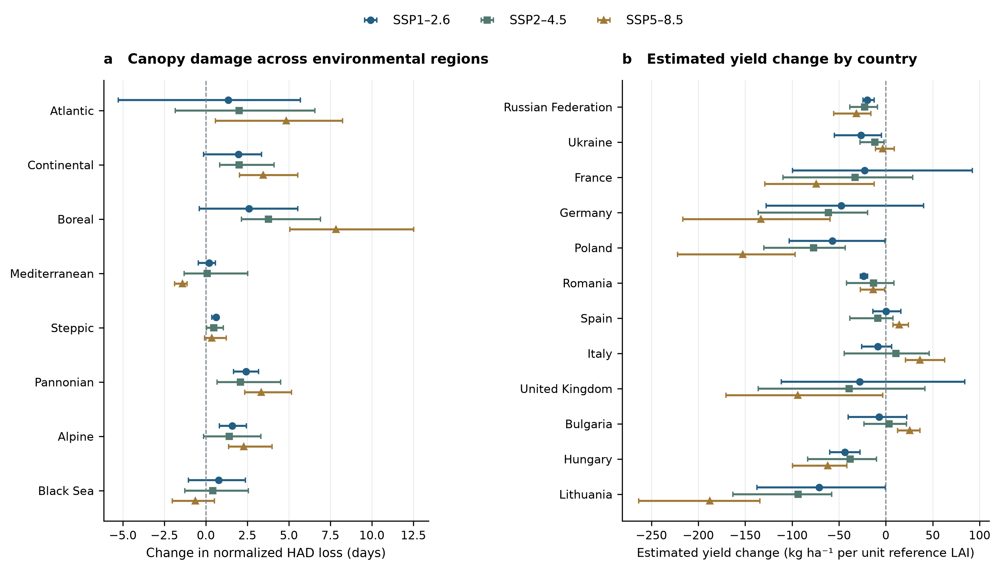 SSP1–2.6 SSP2–4.5 SSP5–8.5
a Canopy damage across environmental regions
Atlantic
Continental
Boreal
Mediterranean
Steppic
Pannonian
Alpine
Black Sea
−5.0 −2.5 0.0 2.5 5.0 7.5 10.0 12.5
Change in normalized HAD loss (days)
b Estimated yield change by country
Russian Federation
Ukraine
France
Germany
Poland
Romania
Spain
Italy
United Kingdom
Bulgaria
Hungary
Lithuania
−250 −200 −150 −100 −50 0 50 100
Estimated yield change (kg ha⁻¹ per unit reference LAI)